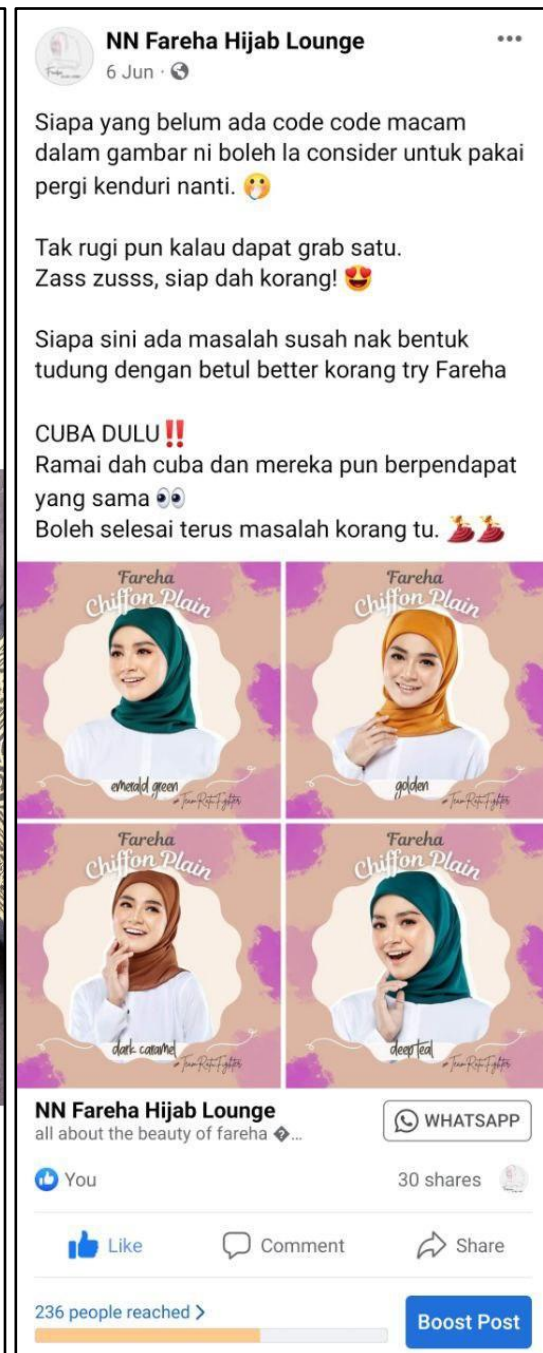 NN Fareha Hijab Lounge
6 Jun
Siapa yang belum ada code code macam
dalam gambar ni boleh la consider untuk pakai
pergi kenduri nanti. 🤭
Tak rugi pun kalau dapat grab satu.
Zass zusss, siap dah korang! 😍
Siapa sini ada masalah susah nak bentuk
tudung dengan betul better korang try Fareha
CUBA DULU‼️
Ramai dah cuba dan mereka pun berpendapat
yang sama 👀
Boleh selesai terus masalah korang tu. 💃💃
Fareha
Chiffon Plain
emerald green
#TeamRatuFighter
Fareha
Chiffon Plain
golden
#TeamRatuFighter
Fareha
Chiffon Plain
dark caramel
#TeamRatuFighter
Fareha
Chiffon Plain
deep teal
#TeamRatuFighter
NN Fareha Hijab Lounge
all about the beauty of fareha �...
WHATSAPP
You
30 shares
Like
Comment
Share
236 people reached >
Boost Post